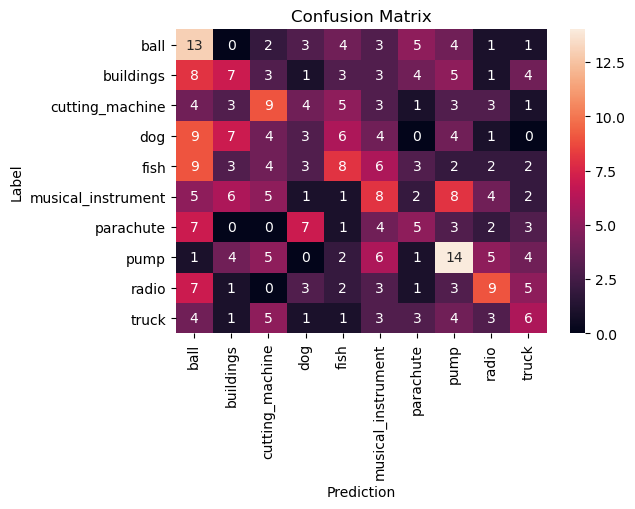 Confusion Matrix
ball 13 0 2 3 4 3 5 4 1 1
buildings 8 7 3 1 3 3 4 5 1 4
cutting_machine 4 3 9 4 5 3 1 3 3 1
dog 9 7 4 3 6 4 0 4 1 0
fish 9 3 4 3 8 6 3 2 2 2
musical_instrument 5 6 5 1 1 8 2 8 4 2
parachute 7 0 0 7 1 4 5 3 2 3
pump 1 4 5 0 2 6 1 14 5 4
radio 7 1 0 3 2 3 1 3 9 5
truck 4 1 5 1 1 3 3 4 3 6
Label
ball buildings cutting_machine dog fish musical_instrument parachute pump radio truck
Prediction
12.5
10.0
7.5
5.0
2.5
0.0